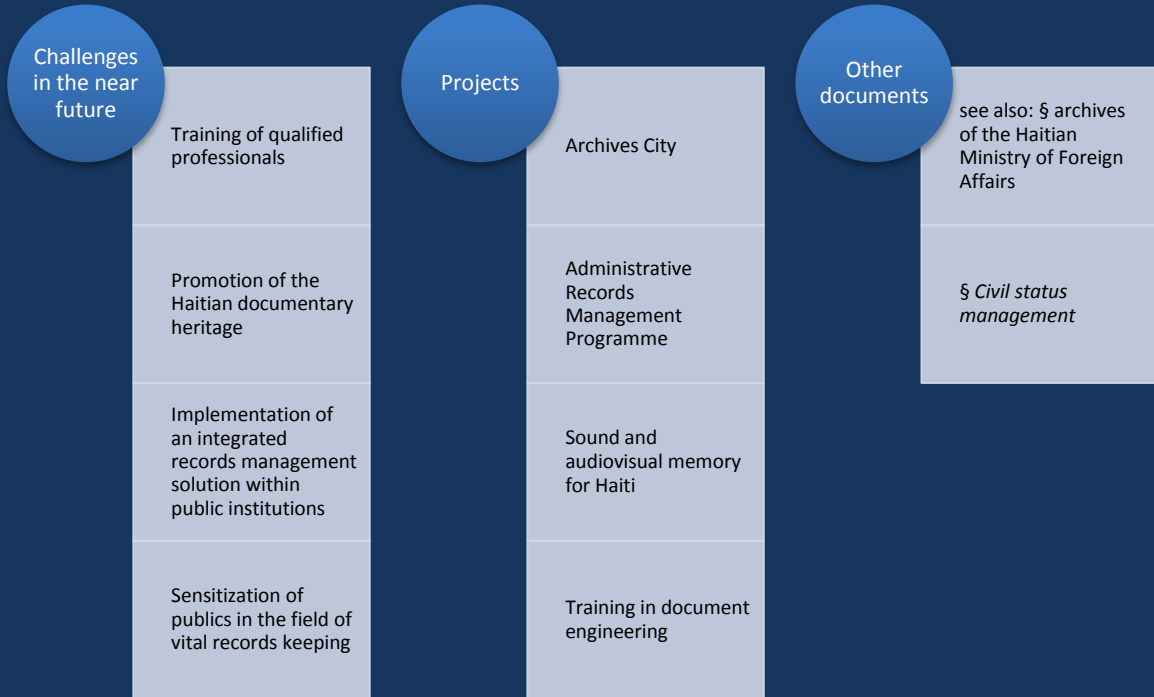 Challenges
in the near
future
Training of qualified
professionals
Promotion of the
Haitian documentary
heritage
Implementation of
an integrated
records management
solution within
public institutions
Sensitization of
publics in the field of
vital records keeping
Projects
Archives City
Administrative
Records
Management
Programme
Sound and
audiovisual memory
for Haiti
Training in document
engineering
Other
documents
see also: § archives
of the Haitian
Ministry of Foreign
Affairs
§ Civil status
management